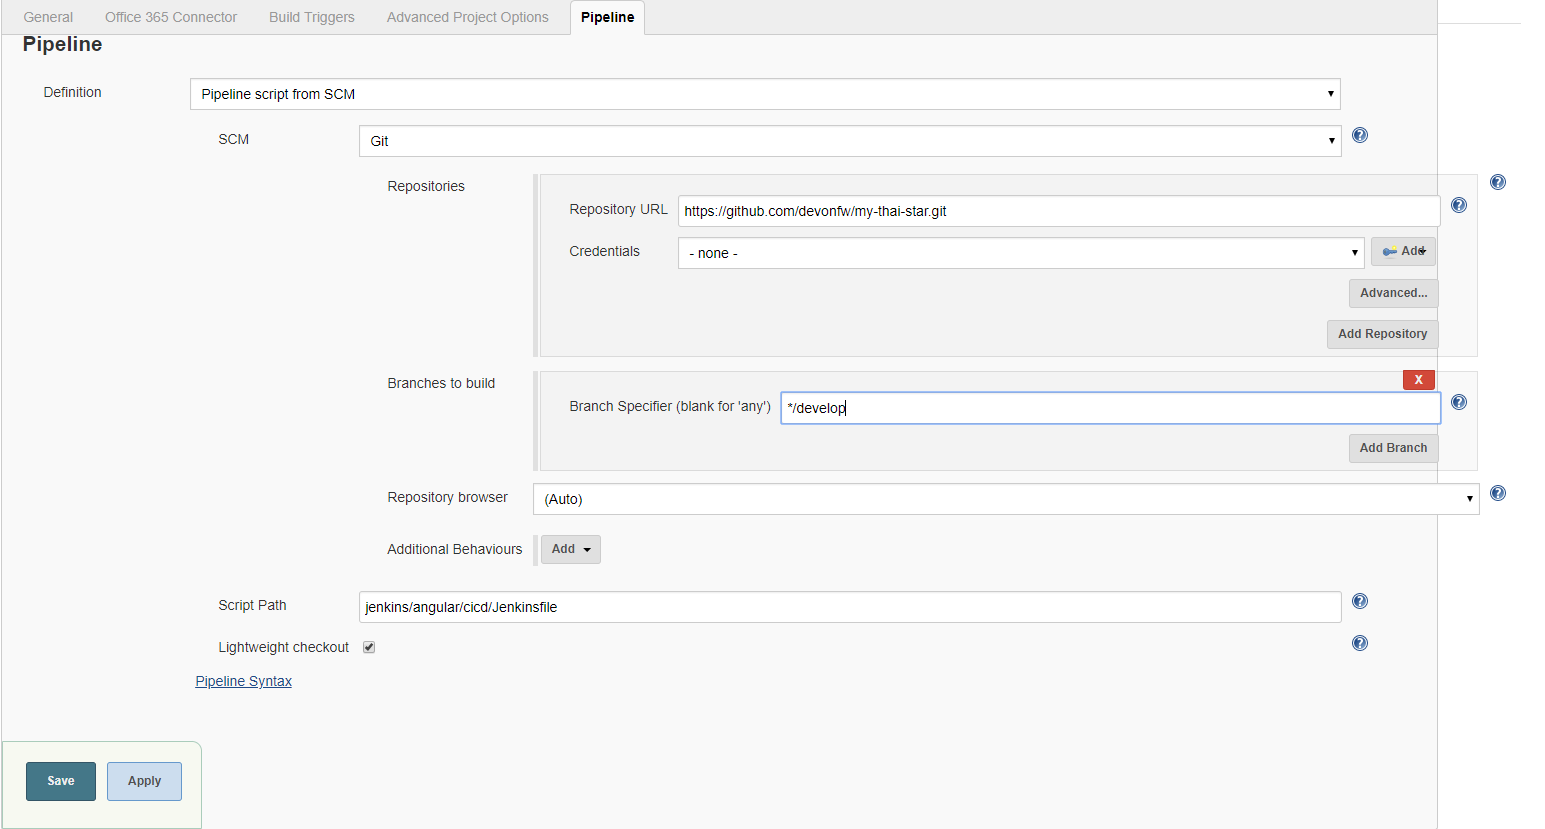 General Office 365 Connector Build Triggers Advanced Project Options Pipeline
Pipeline
Definition Pipeline script from SCM
SCM Git
Repositories
Repository URL https://github.com/devonfw/my-thai-star.git
Credentials - none - Add
Advanced...
Add Repository
Branches to build X
Branch Specifier (blank for 'any') */develop
Add Branch
Repository browser (Auto)
Additional Behaviours Add
Script Path jenkins/angular/cicd/Jenkinsfile
Lightweight checkout
Pipeline Syntax
Save Apply